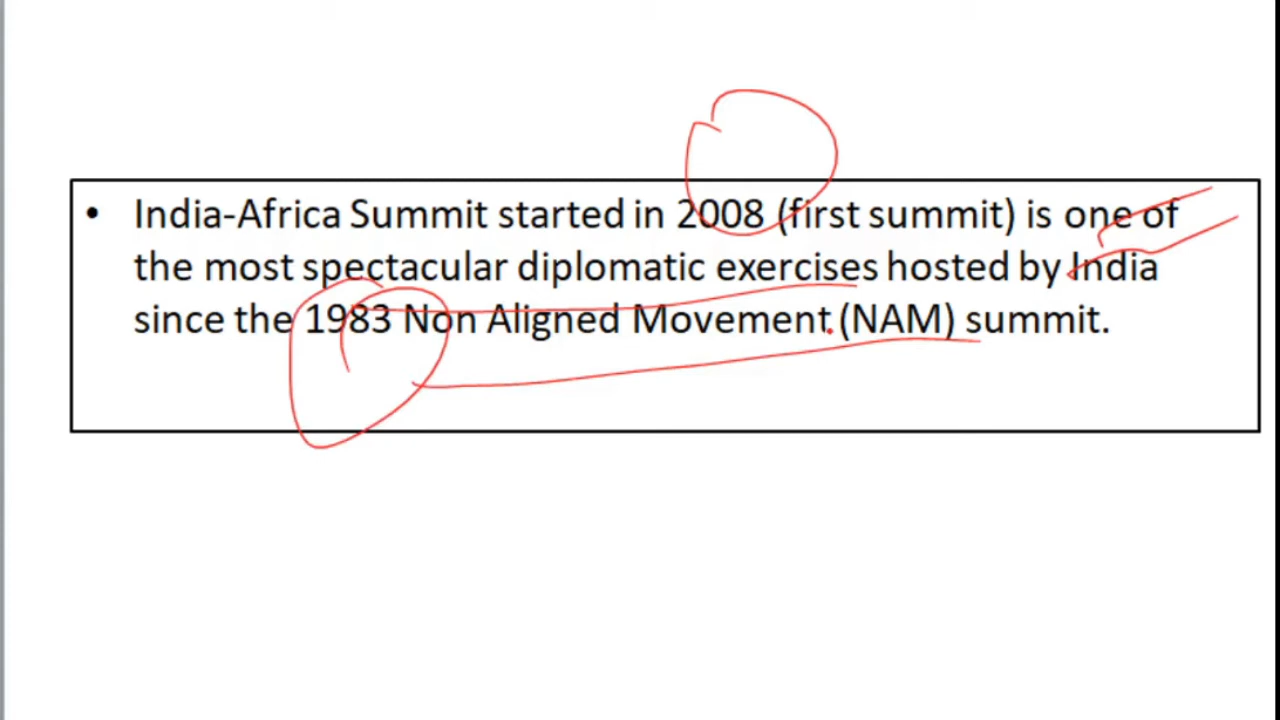 • India-Africa Summit started in 2008 (first summit) is one of
the most spectacular diplomatic exercises hosted by India
since the 1983 Non Aligned Movement (NAM) summit.